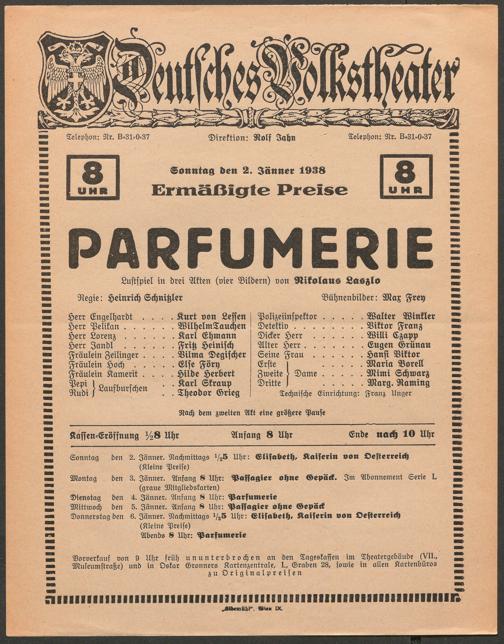 Deutsches Volkstheater
Telephon: Nr. B-31-0-37 Direktion: Rolf Jahn Telephon: Nr. B-31-0-37
8 UHR Sonntag den 2. Jänner 1938 8 UHR
Ermäßigte Preise
PARFUMERIE
Lustspiel in drei Akten (vier Bildern) von Nikolaus Laszlo
Regie: Heinrich Schnitzler Bühnenbilder: Max Frey
Herr Engelhardt . . . . Kurt von Lessen
Herr Pelikan . . . . . Wilhelm Tauchen
Herr Lorenz . . . . . Karl Ehmann
Herr Jandl . . . . . Fritz Heinisch
Fräulein Zeilinger . . . Vilma Degischer
Fräulein Hoch . . . . Else Föry
Fräulein Kamerit . . . Hilde Herbert
Pepi } Laufburschen . . Karl Skraup
Rubi } Laufburschen . . Theodor Grieg
Polizeiinspektor . . . . Walter Winkler
Detektiv . . . . . . . Viktor Franz
Dicker Herr . . . . . Willi Czapp
Alter Herr . . . . . . Eugen Grünau
Seine Frau . . . . . . Hansi Viktor
Erste } Dame . . . . Maria Borell
Zweite } Dame . . . . Mimi Schwarz
Dritte } Dame . . . . Marg. Raming
Technische Einrichtung: Franz Unger
Nach dem zweiten Akt eine größere Pause
Kassen-Eröffnung ½8 Uhr Anfang 8 Uhr Ende nach 10 Uhr
Sonntag den 2. Jänner. Nachmittags ½5 Uhr: Elisabeth, Kaiserin von Oesterreich
(Kleine Preise)
Montag den 3. Jänner. Anfang 8 Uhr: Passagier ohne Gepäck. Im Abonnement Serie I.
(graue Mitgliedskarten)
Dienstag den 4. Jänner. Anfang 8 Uhr: Parfumerie
Mittwoch den 5. Jänner. Anfang 8 Uhr: Passagier ohne Gepäck
Donnerstag den 6. Jänner. Nachmittags ½5 Uhr: Elisabeth, Kaiserin von Oesterreich
(Kleine Preise)
Abends 8 Uhr: Parfumerie
Vorverkauf von 9 Uhr früh ununterbrochen an den Tageskassen im Theatergebäude (VII.,
Museumstraße) und in Oskar Gronners Kartenzentrale, I., Graben 28, sowie in allen Kartenbüros
zu Originalpreisen
Wien IX.